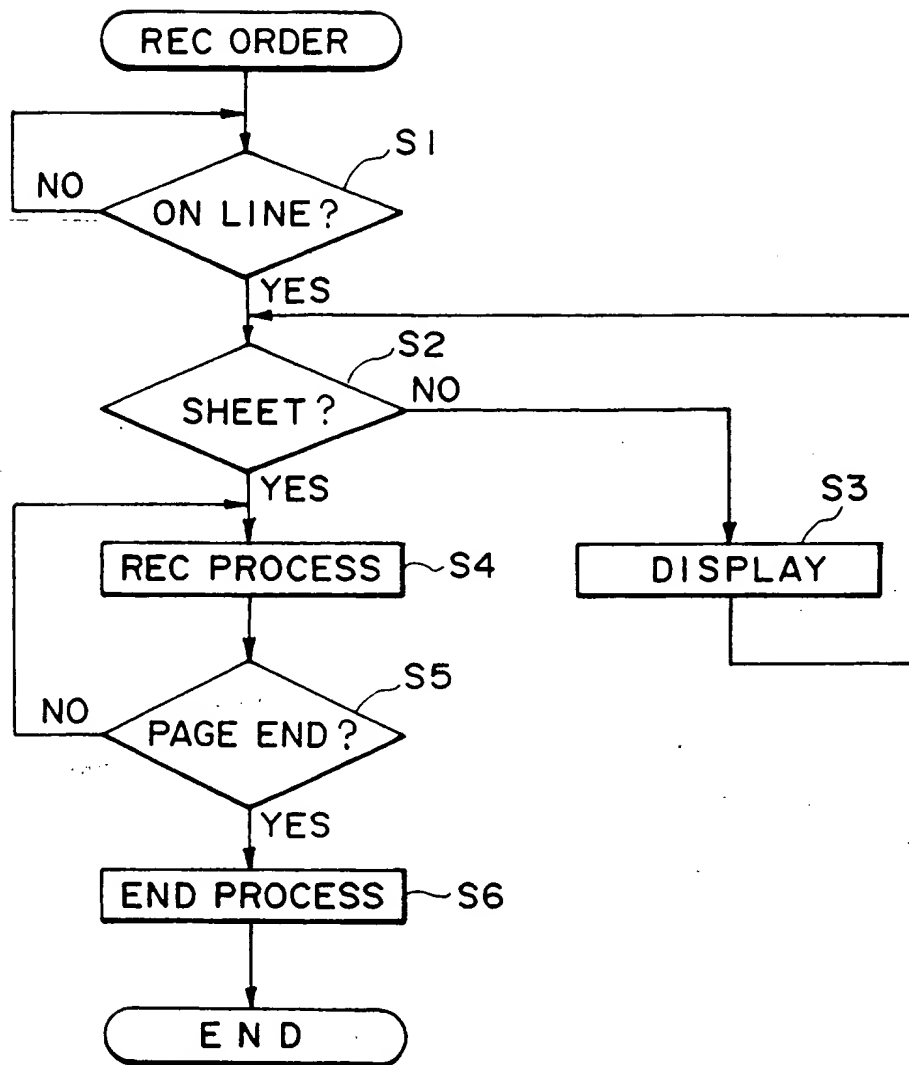 REC ORDER
S1
NO
ON LINE?
YES
S2
NO
SHEET?
YES
S3
REC PROCESS
S4
DISPLAY
S5
NO
PAGE END?
YES
END PROCESS
S6
END